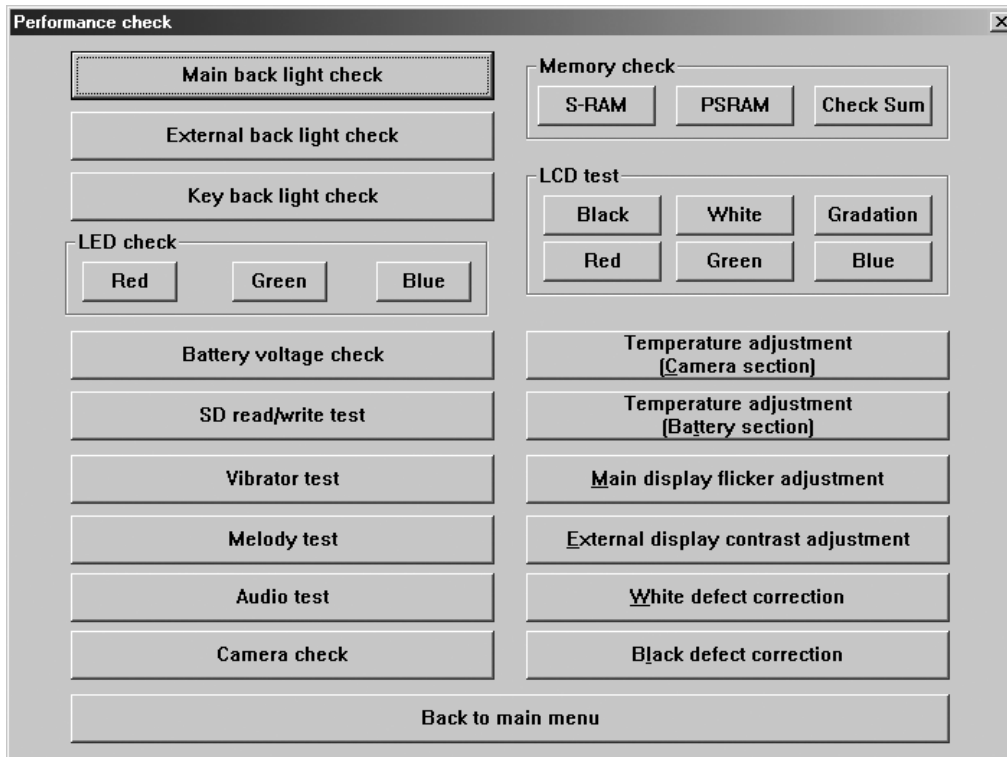 Performance check
Main back light check
External back light check
Key back light check
LED check
Red Green Blue
Battery voltage check
SD read/write test
Vibrator test
Melody test
Audio test
Camera check
Memory check
S-RAM PSRAM Check Sum
LCD test
Black White Gradation
Red Green Blue
Temperature adjustment
(Camera section)
Temperature adjustment
(Battery section)
Main display flicker adjustment
External display contrast adjustment
White defect correction
Black defect correction
Back to main menu